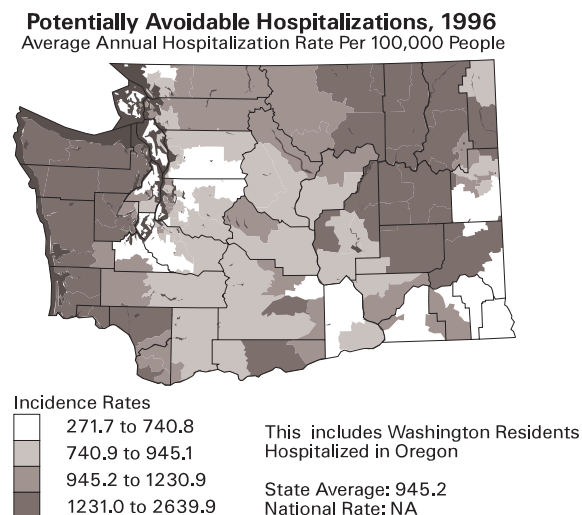 Potentially Avoidable Hospitalizations, 1996
Average Annual Hospitalization Rate Per 100,000 People
Incidence Rates
271.7 to 740.8
740.9 to 945.1
945.2 to 1230.9
1231.0 to 2639.9
This includes Washington Residents
Hospitalized in Oregon
State Average: 945.2
National Rate: NA